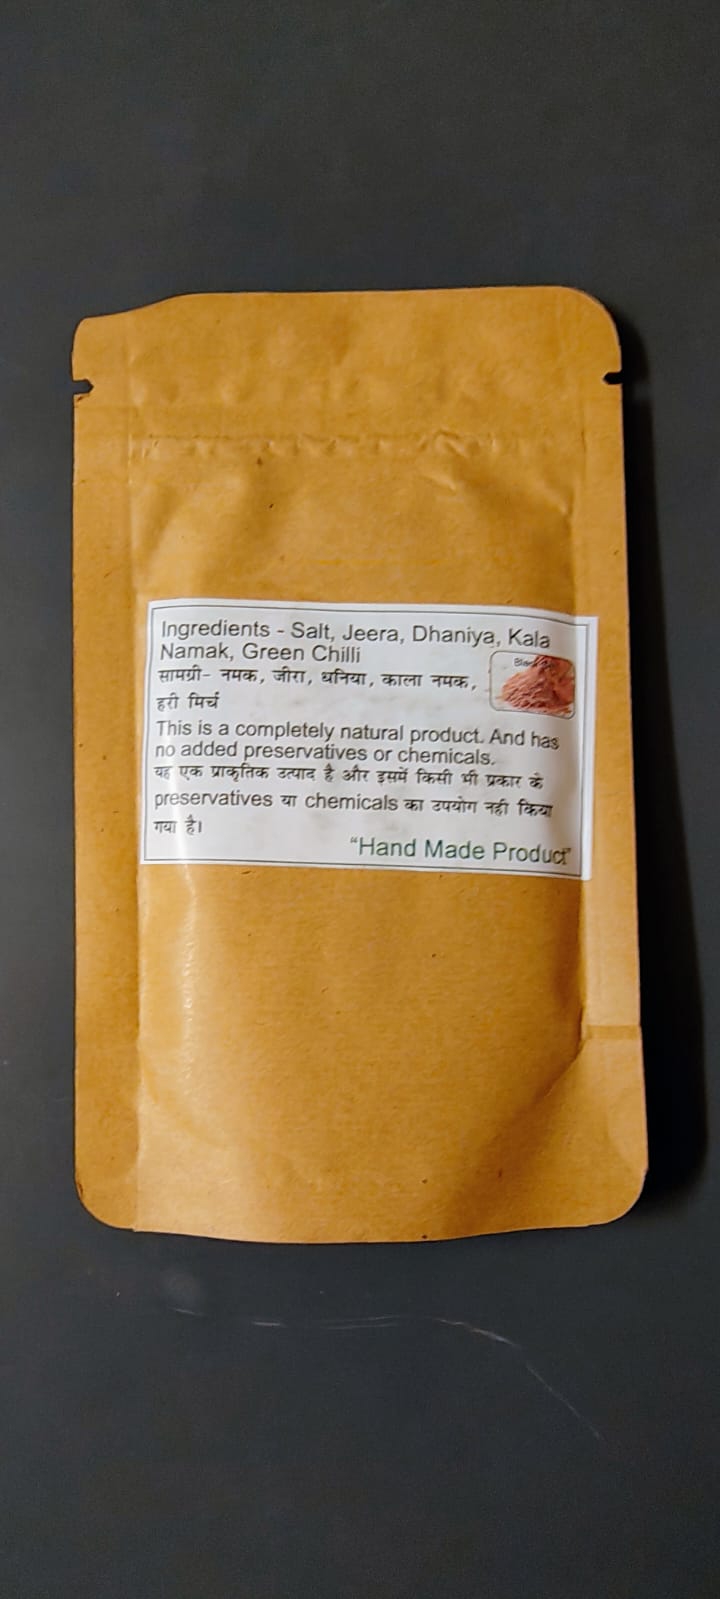 Ingredients - Salt, Jeera, Dhaniya, Kala
Namak, Green Chilli
सामग्री- नमक, जीरा, धनिया, काला नमक,
हरी मिर्च
This is a completely natural product. And has
no added preservatives or chemicals.
यह एक प्राकृतिक उत्पाद है और इसमें किसी भी प्रकार के
preservatives या chemicals का उपयोग नही किया
गया है।
"Hand Made Product"